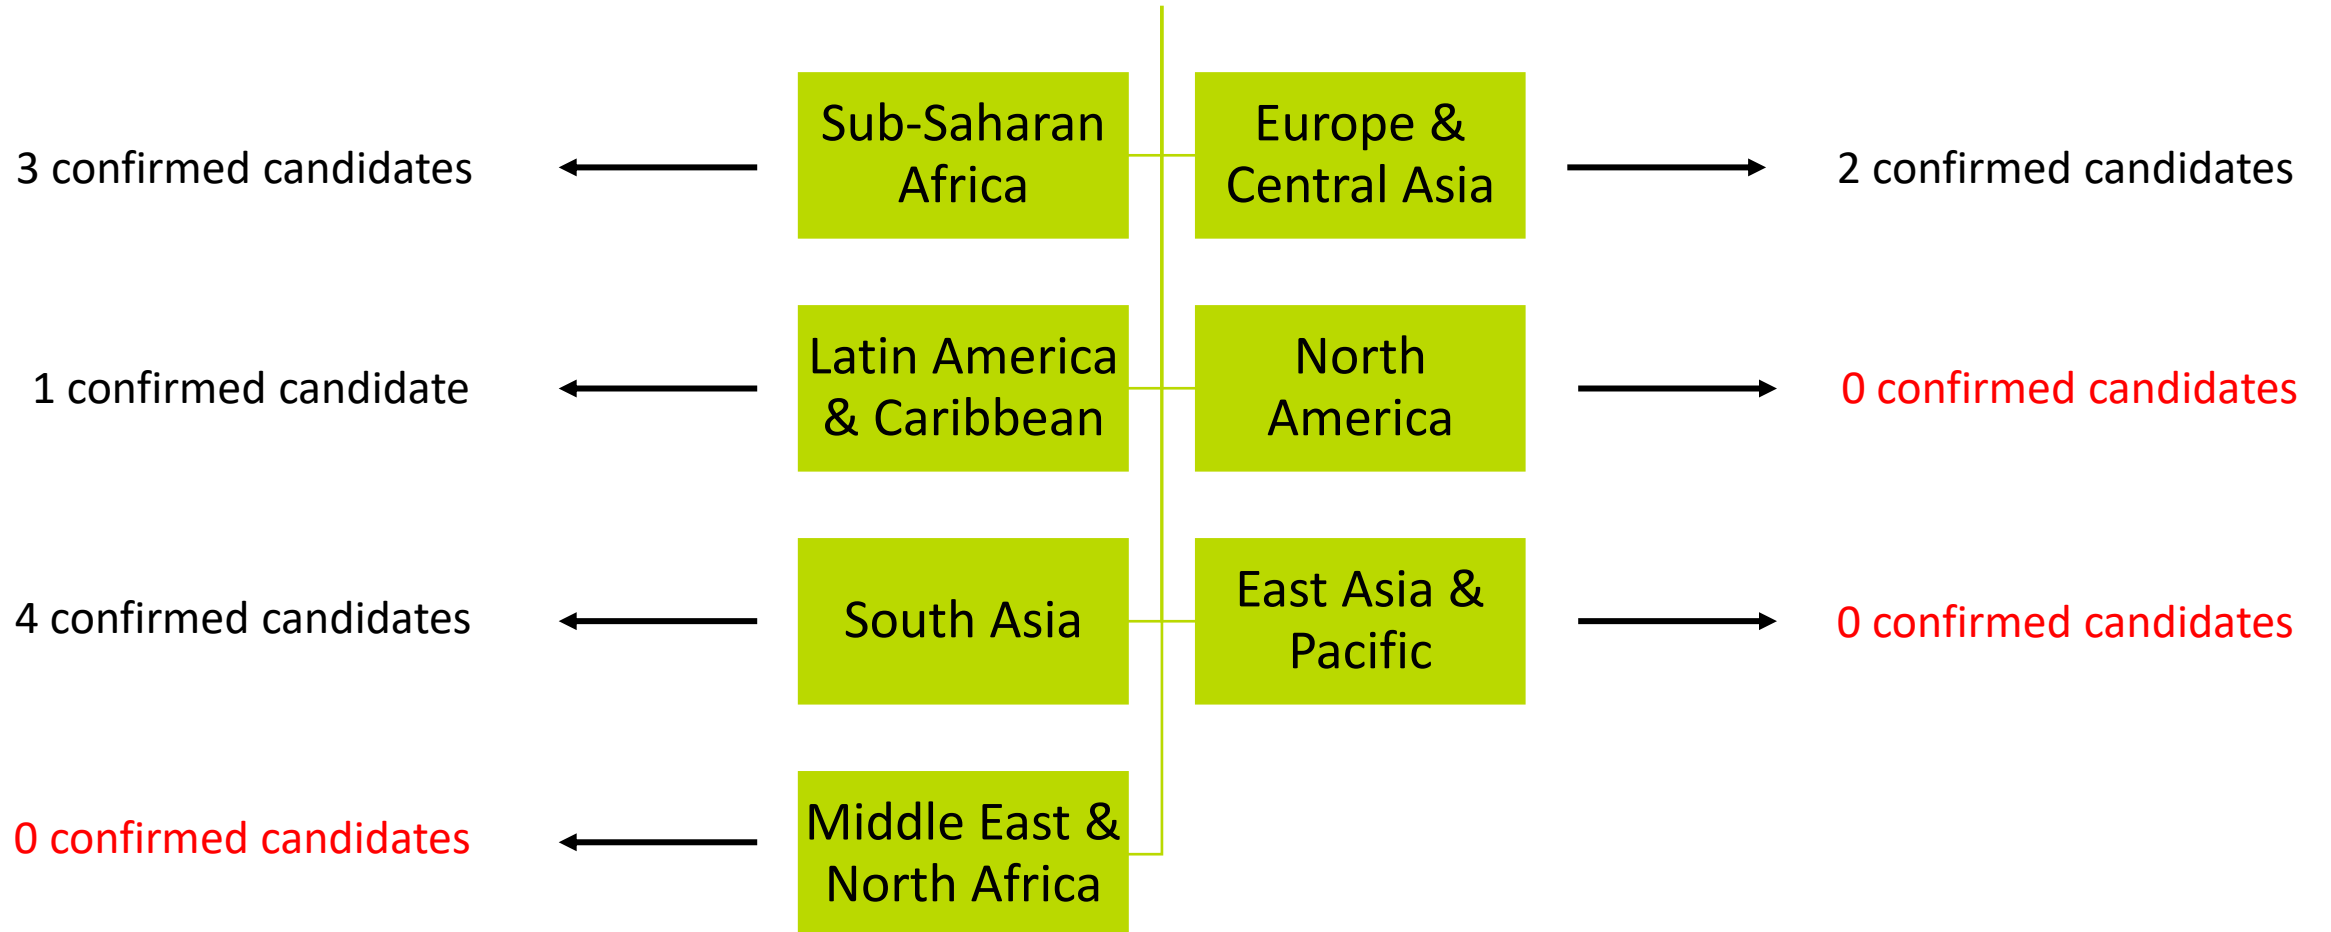 3 confirmed candidates
Sub-Saharan
Africa
Europe &
Central Asia
2 confirmed candidates
1 confirmed candidate
Latin America
& Caribbean
North
America
0 confirmed candidates
4 confirmed candidates
South Asia
East Asia &
Pacific
0 confirmed candidates
0 confirmed candidates
Middle East &
North Africa